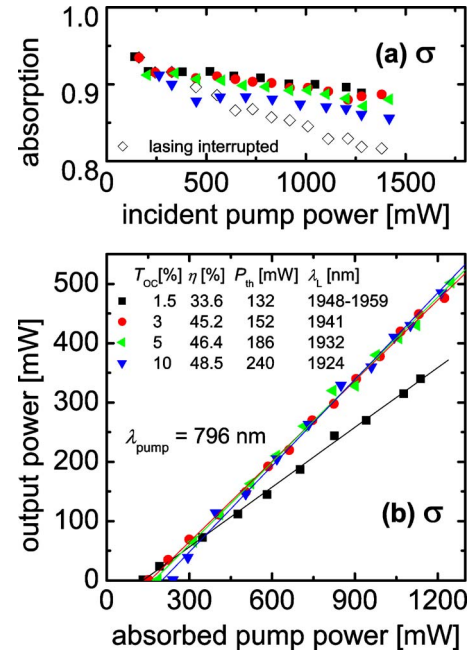 (a) σ
absorption
1.0
0.9
0.8
◇ lasing interrupted
0 500 1000 1500
incident pump power [mW]
T_OC[%] η [%] P_th [mW] λ_L [nm]
■ 1.5 33.6 132 1948-1959
● 3 45.2 152 1941
◀ 5 46.4 186 1932
▼ 10 48.5 240 1924
λ_pump = 796 nm
(b) σ
output power [mW]
500
400
300
200
100
0
0 300 600 900 1200
absorbed pump power [mW]